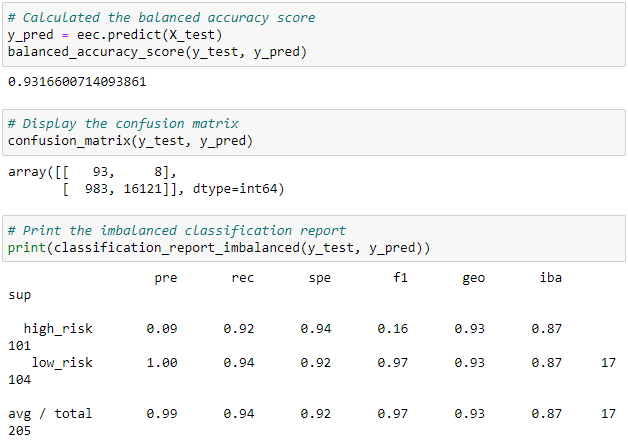 # Calculated the balanced accuracy score
y_pred = eec.predict(X_test)
balanced_accuracy_score(y_test, y_pred)
0.9316600714093861
# Display the confusion matrix
confusion_matrix(y_test, y_pred)
array([[   93,     8],
       [  983, 16121]], dtype=int64)
# Print the imbalanced classification report
print(classification_report_imbalanced(y_test, y_pred))
                   pre       rec       spe        f1       geo       iba
sup
  high_risk       0.09      0.92      0.94      0.16      0.93      0.87
101
   low_risk       1.00      0.94      0.92      0.97      0.93      0.87     17
104
avg / total       0.99      0.94      0.92      0.97      0.93      0.87     17
205